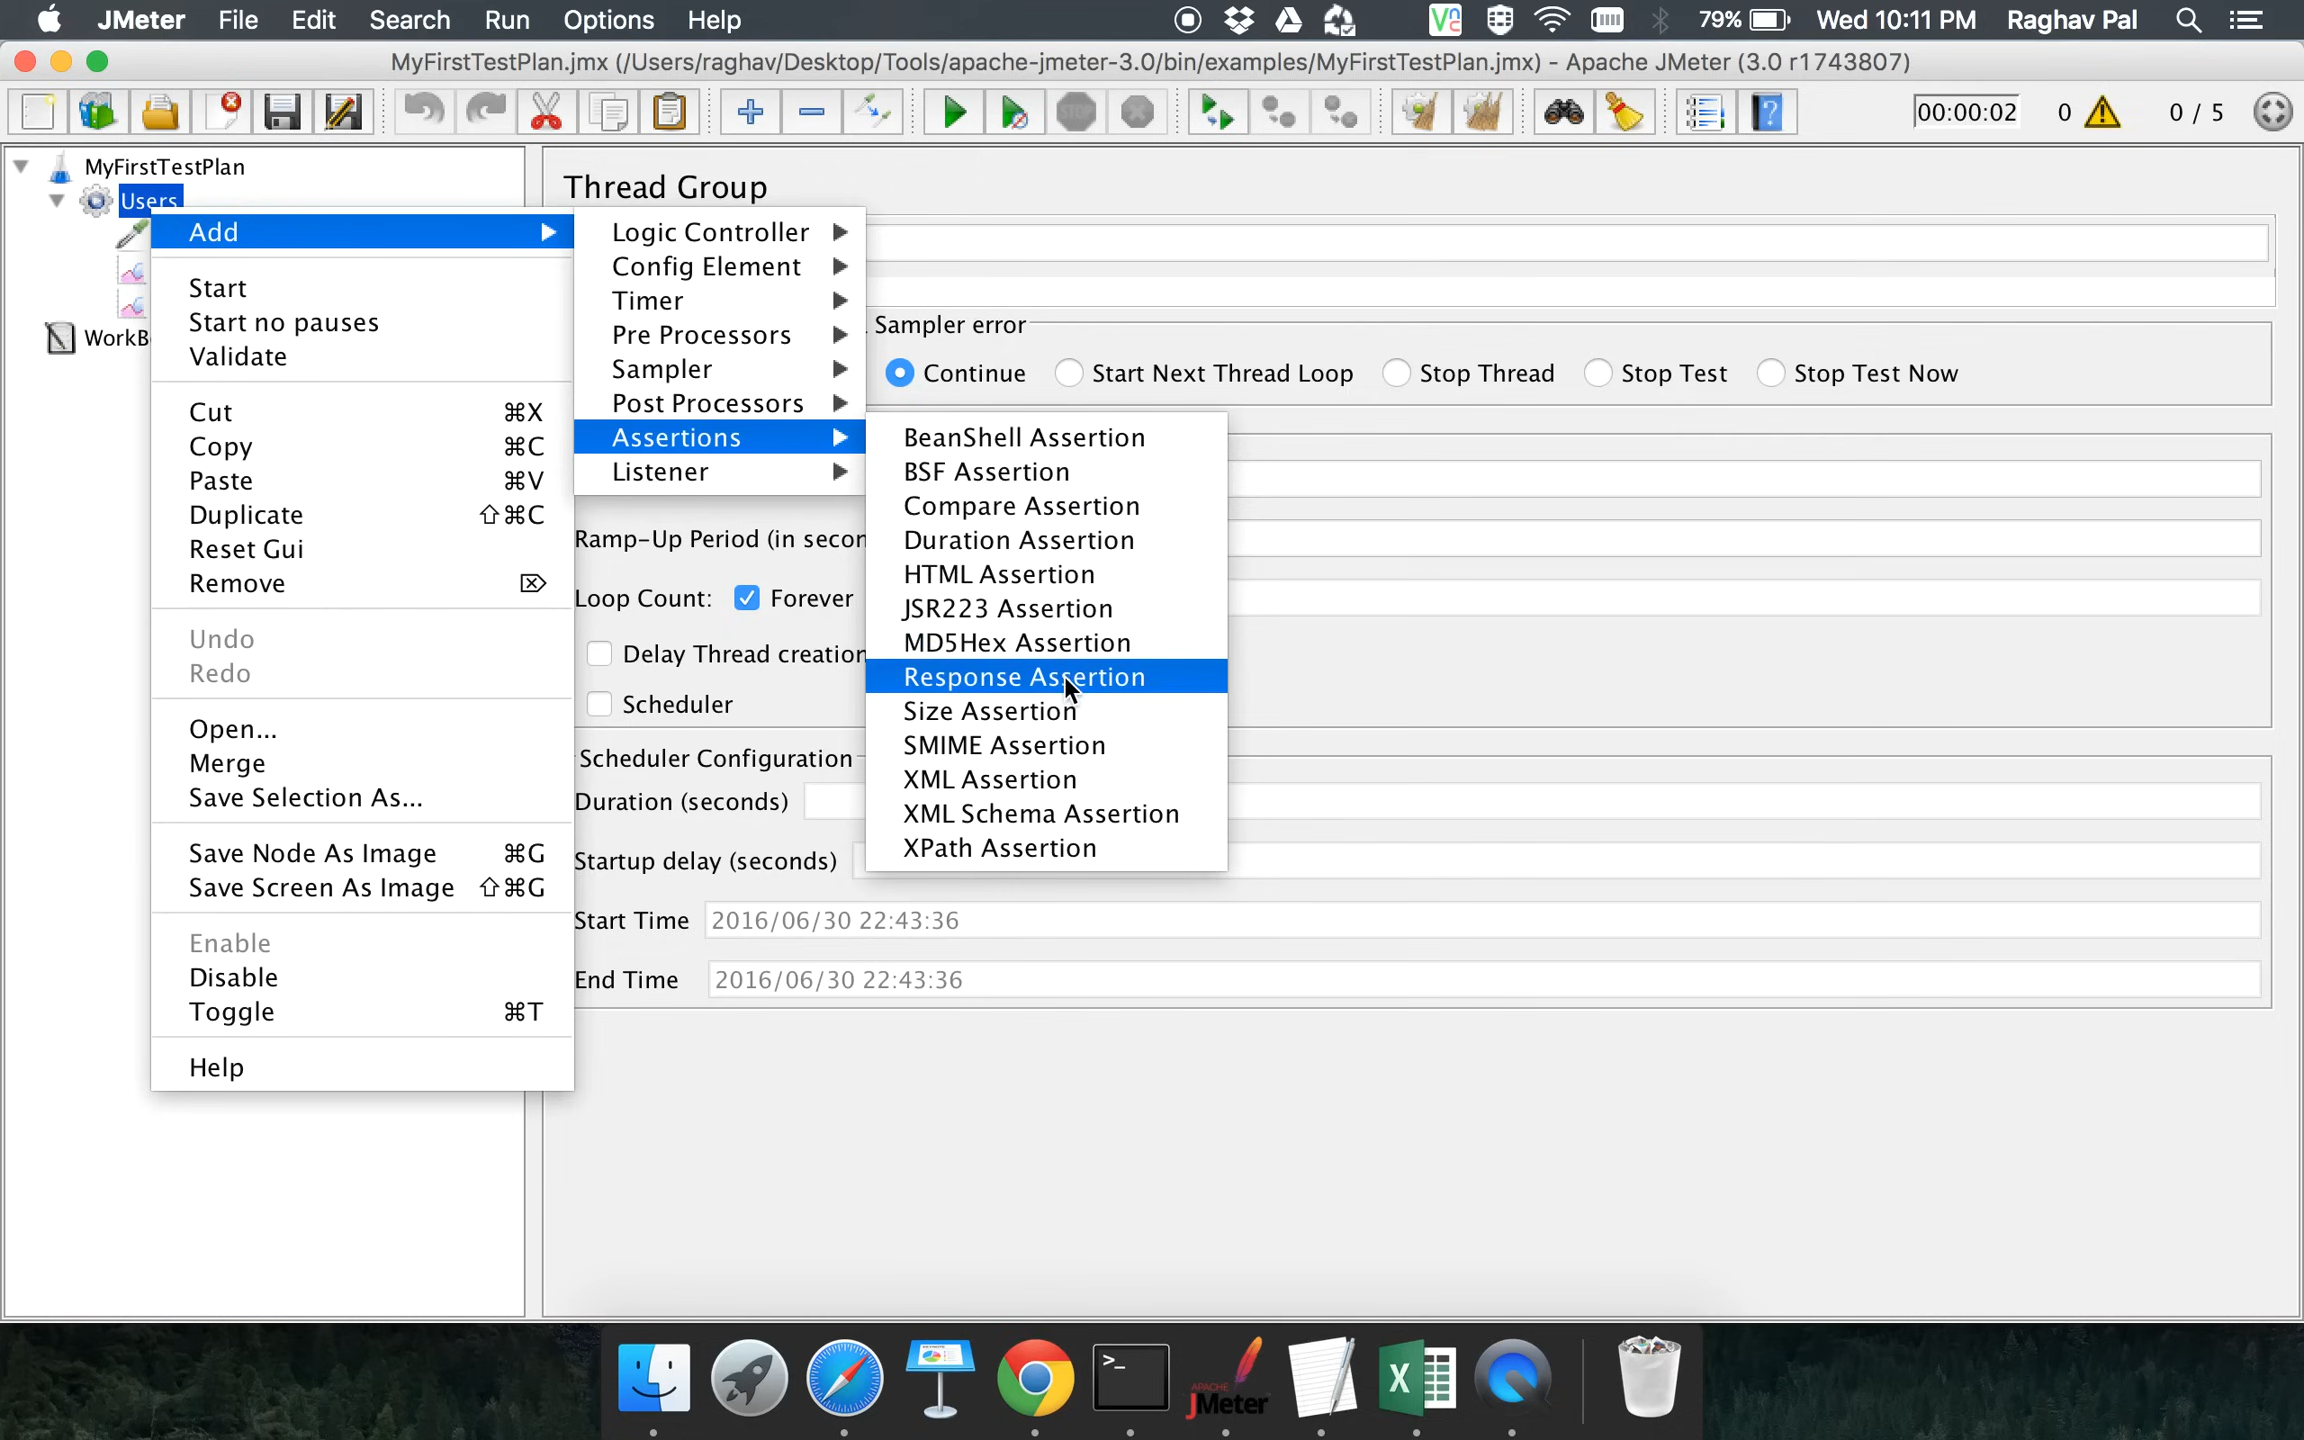 JMeter File Edit Search Run Options Help 79% Wed 10:11 PM Raghav Pal
MyFirstTestPlan.jmx (/Users/raghav/Desktop/Tools/apache-jmeter-3.0/bin/examples/MyFirstTestPlan.jmx) - Apache JMeter (3.0 r1743807)
STOP 00:00:02 0 0 / 5
MyFirstTestPlan
Users
WorkB
Add
Start
Start no pauses
Validate
Cut ⌘X
Copy ⌘C
Paste ⌘V
Duplicate ⇧⌘C
Reset Gui
Remove ⌦
Undo
Redo
Open...
Merge
Save Selection As...
Save Node As Image ⌘G
Save Screen As Image ⇧⌘G
Enable
Disable
Toggle ⌘T
Help
Logic Controller
Config Element
Timer
Pre Processors
Sampler
Post Processors
Assertions
Listener
BeanShell Assertion
BSF Assertion
Compare Assertion
Duration Assertion
HTML Assertion
JSR223 Assertion
MD5Hex Assertion
Response Assertion
Size Assertion
SMIME Assertion
XML Assertion
XML Schema Assertion
XPath Assertion
Thread Group
Sampler error
Continue Start Next Thread Loop Stop Thread Stop Test Stop Test Now
Ramp-Up Period (in secon
Loop Count: Forever
Delay Thread creation
Scheduler
Scheduler Configuration
Duration (seconds)
Startup delay (seconds)
Start Time 2016/06/30 22:43:36
End Time 2016/06/30 22:43:36
APACHE
JMeter